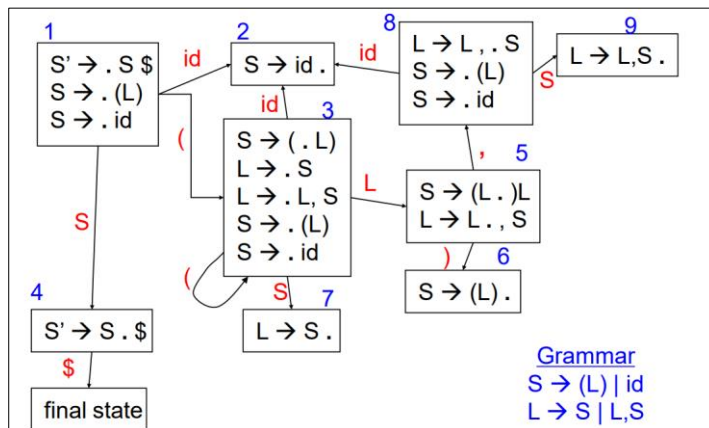 1
S' → . S $
S → . (L)
S → . id
id
2
S → id .
id
8
L → L , . S
S → . (L)
S → . id
S
9
L → L,S .
(
id
3
S → ( . L)
L → . S
L → . L, S
S → . (L)
S → . id
L
,
5
S → (L . )L
L → L . , S
S
(
)
6
S → (L) .
4
S' → S . $
S
7
L → S .
$
final state
Grammar
S → (L) | id
L → S | L,S